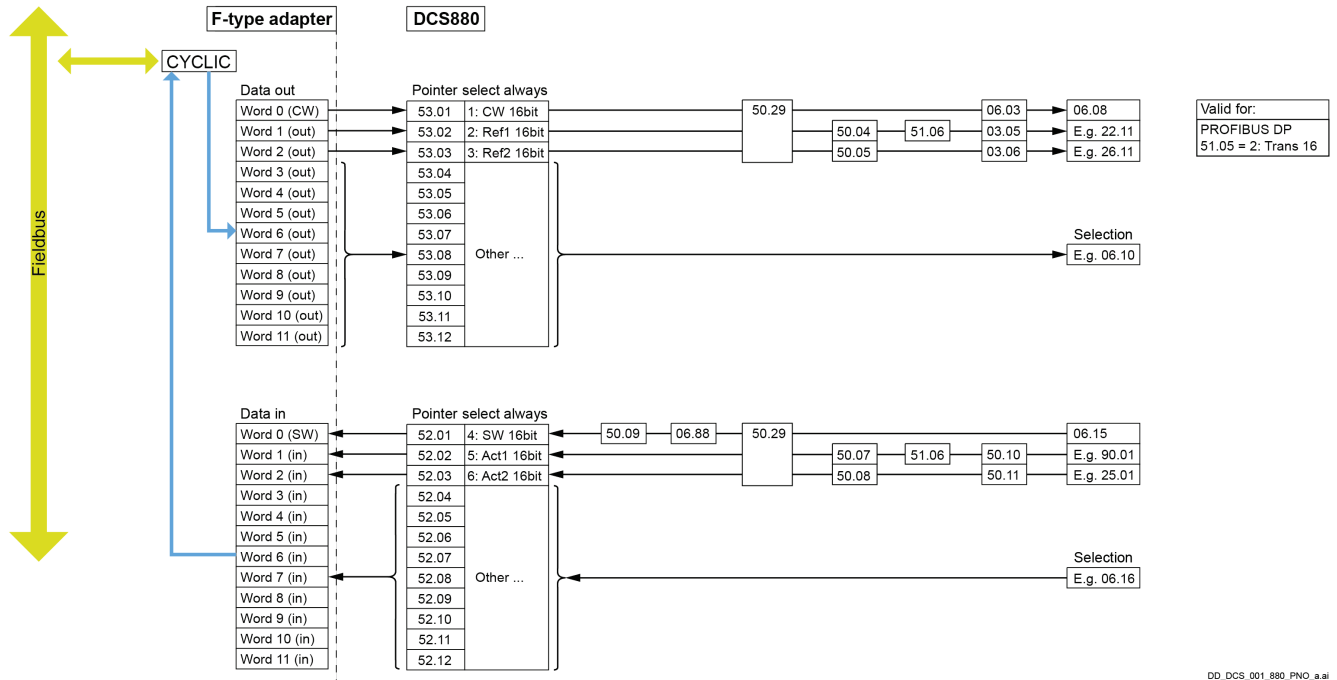 F-type adapter
DCS880
CYCLIC
Fieldbus
Data out
Pointer select always
Word 0 (CW) 53.01 1: CW 16bit 50.29 06.03 06.08
Word 1 (out) 53.02 2: Ref1 16bit 50.04 51.06 03.05 E.g. 22.11
Word 2 (out) 53.03 3: Ref2 16bit 50.05 03.06 E.g. 26.11
Valid for:
PROFIBUS DP
51.05 = 2: Trans 16
Word 3 (out) 53.04
Word 4 (out) 53.05
Word 5 (out) 53.06
Word 6 (out) 53.07
Selection
Word 7 (out) 53.08 Other ... E.g. 06.10
Word 8 (out) 53.09
Word 9 (out) 53.10
Word 10 (out) 53.11
Word 11 (out) 53.12
Data in
Pointer select always
Word 0 (SW) 52.01 4: SW 16bit 50.09 06.88 50.29 06.15
Word 1 (in) 52.02 5: Act1 16bit 50.07 51.06 50.10 E.g. 90.01
Word 2 (in) 52.03 6: Act2 16bit 50.08 50.11 E.g. 25.01
Word 3 (in) 52.04
Word 4 (in) 52.05
Word 5 (in) 52.06
Word 6 (in) 52.07
Selection
Word 7 (in) 52.08 Other ... E.g. 06.16
Word 8 (in) 52.09
Word 9 (in) 52.10
Word 10 (in) 52.11
Word 11 (in) 52.12
DD_DCS_001_880_PNO_a.ai